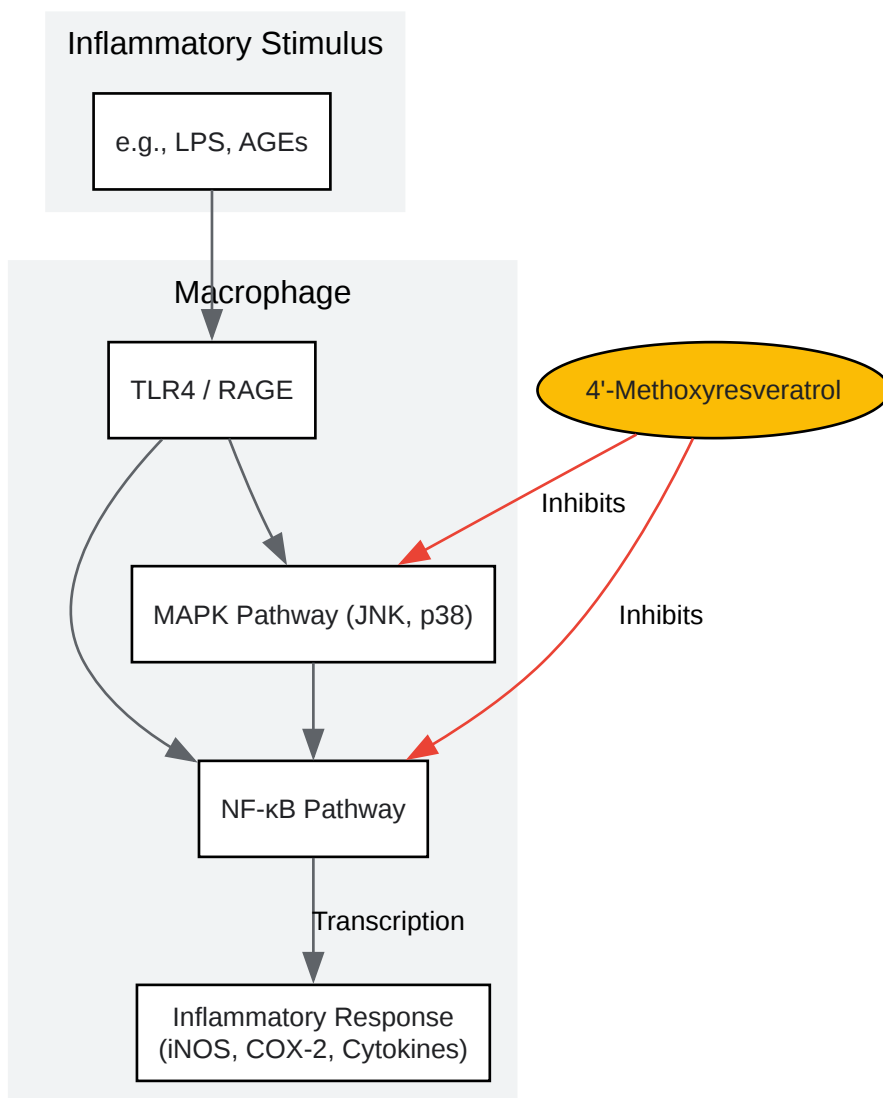 Inflammatory Stimulus
e.g., LPS, AGEs
Macrophage
TLR4 / RAGE
4'-Methoxyresveratrol
Inhibits
MAPK Pathway (JNK, p38)
Inhibits
NF-κB Pathway
Transcription
Inflammatory Response
(iNOS, COX-2, Cytokines)